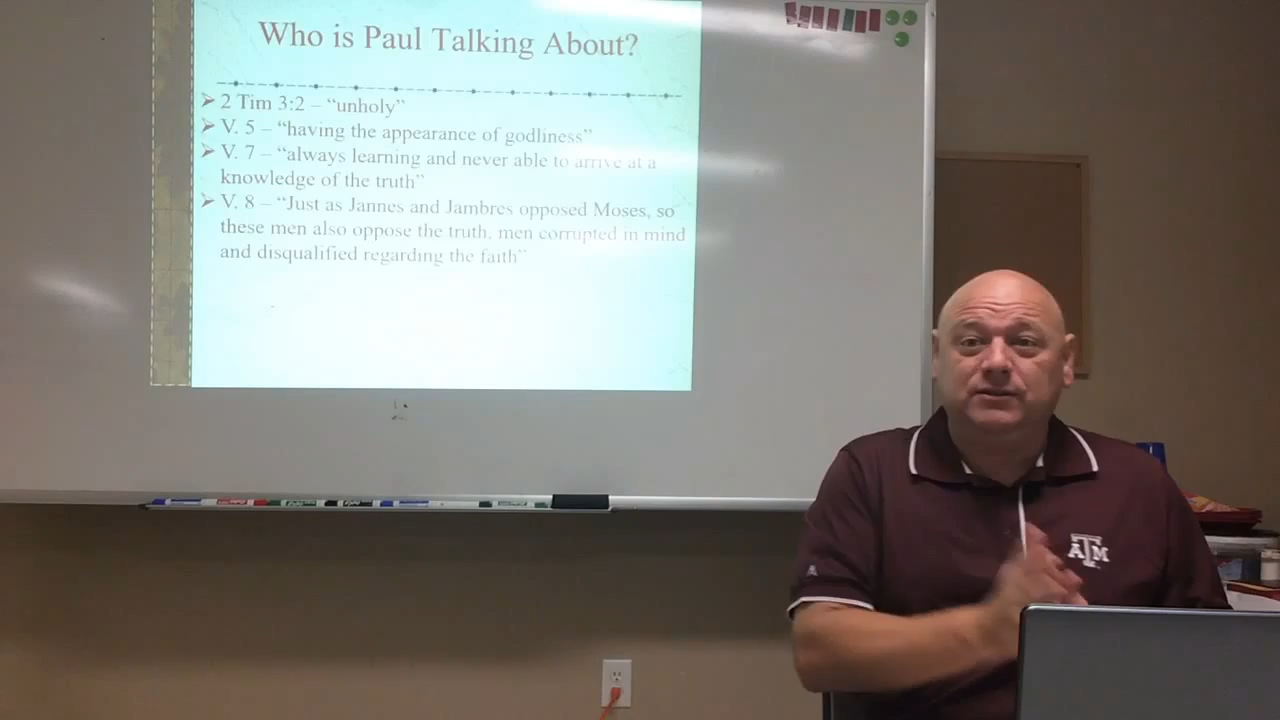 Who is Paul Talking About?
➢ 2 Tim 3:2 – “unholy”
➢ V. 5 – “having the appearance of godliness”
➢ V. 7 – “always learning and never able to arrive at a
knowledge of the truth”
➢ V. 8 – “Just as Jannes and Jambres opposed Moses, so
these men also oppose the truth, men corrupted in mind
and disqualified regarding the faith”
ATM